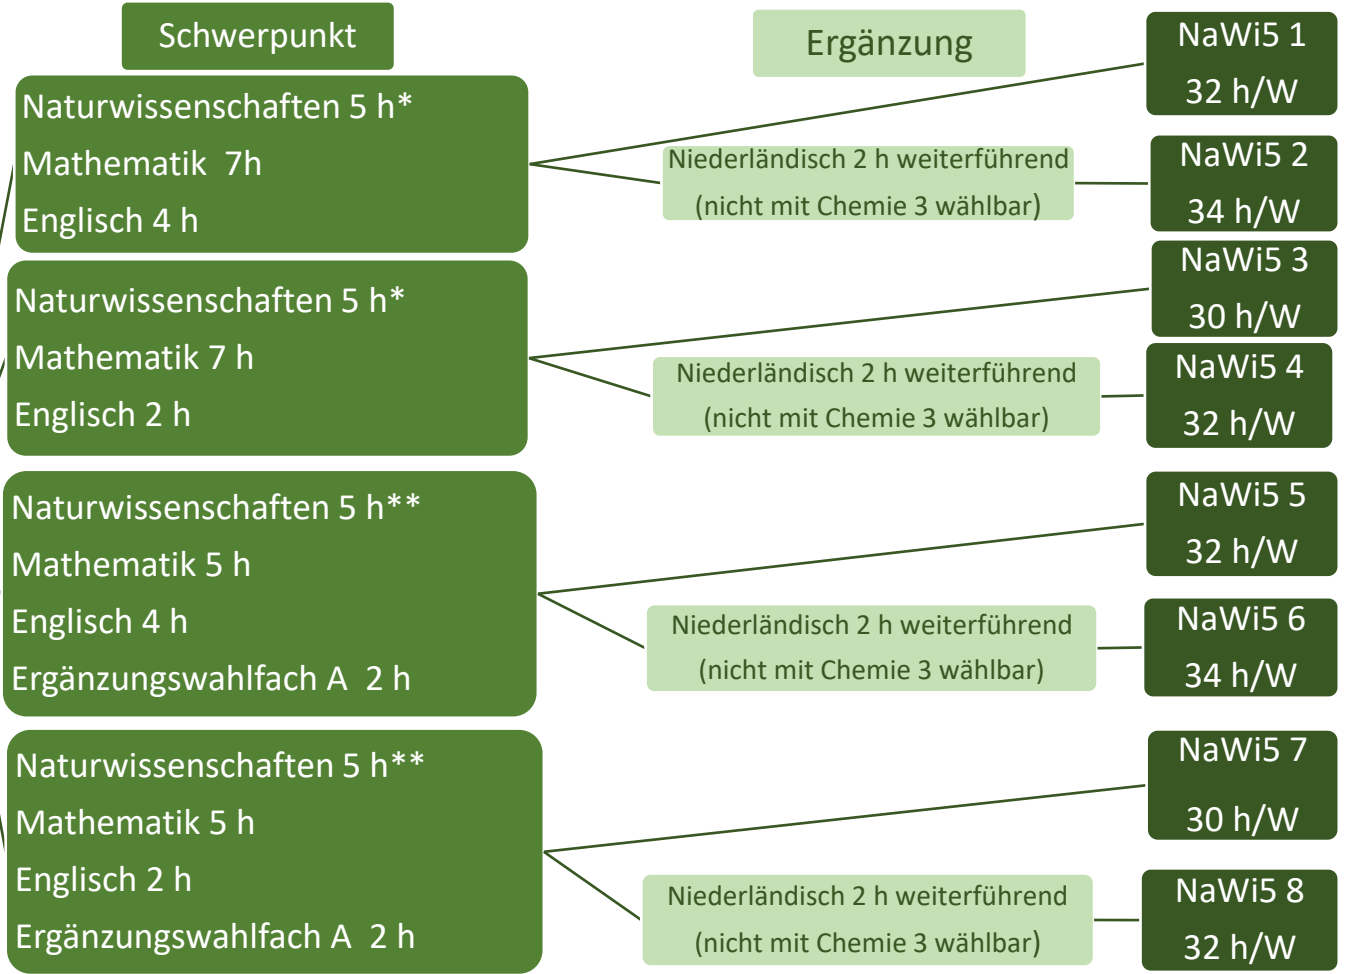 Schwerpunkt
Ergänzung
Naturwissenschaften 5 h*
Mathematik  7h
Englisch 4 h
NaWi5 1
32 h/W
Niederländisch 2 h weiterführend
(nicht mit Chemie 3 wählbar)
NaWi5 2
34 h/W
Naturwissenschaften 5 h*
Mathematik 7 h
Englisch 2 h
NaWi5 3
30 h/W
Niederländisch 2 h weiterführend
(nicht mit Chemie 3 wählbar)
NaWi5 4
32 h/W
Naturwissenschaften 5 h**
Mathematik 5 h
Englisch 4 h
Ergänzungswahlfach A  2 h
NaWi5 5
32 h/W
Niederländisch 2 h weiterführend
(nicht mit Chemie 3 wählbar)
NaWi5 6
34 h/W
Naturwissenschaften 5 h**
Mathematik 5 h
Englisch 2 h
Ergänzungswahlfach A  2 h
NaWi5 7
30 h/W
Niederländisch 2 h weiterführend
(nicht mit Chemie 3 wählbar)
NaWi5 8
32 h/W